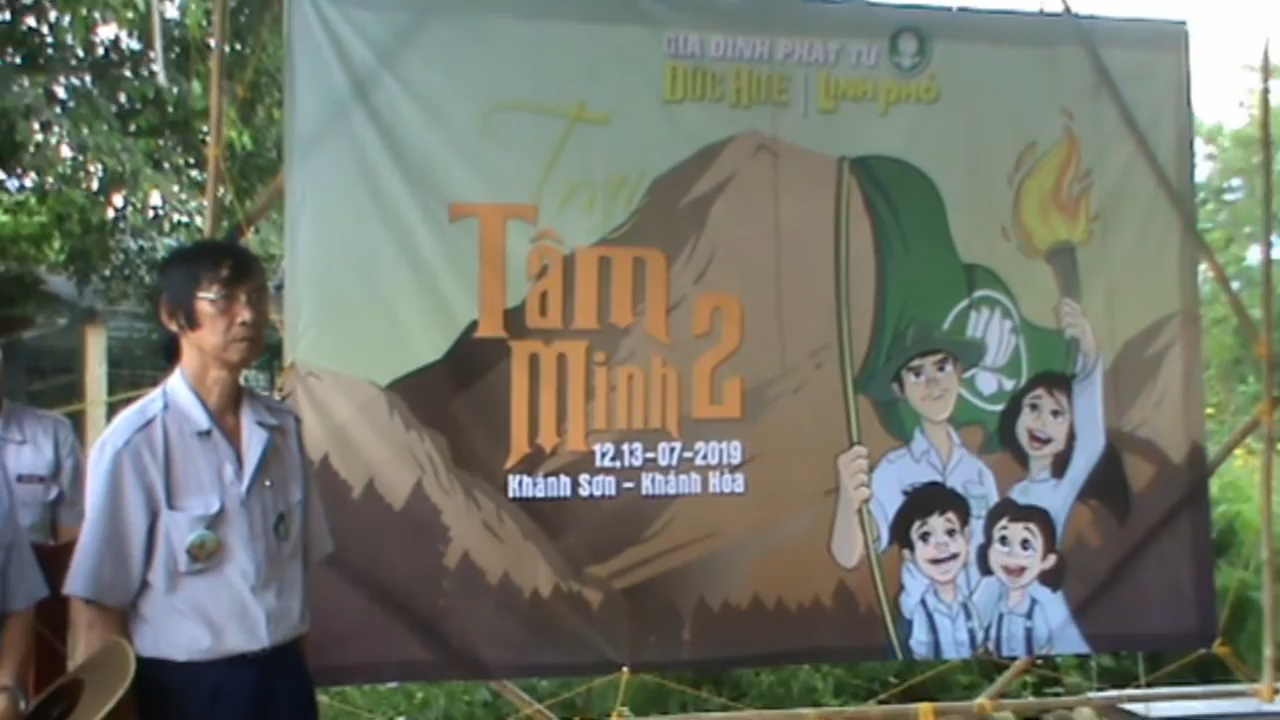 GIA ĐÌNH PHẬT TỬ
ĐỨC HUỆ | LINH PHÔ
Trại
Tâm
Minh 2
12,13-07-2019
Khánh Sơn - Khánh Hòa